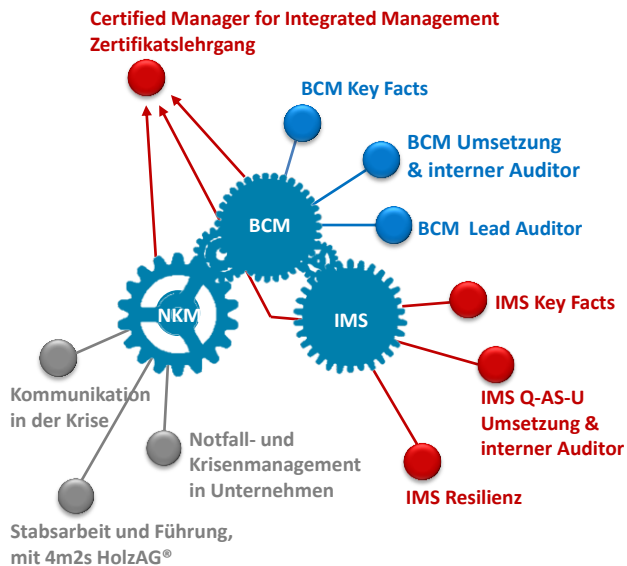 Certified Manager for Integrated Management
Zertifikatslehrgang
BCM Key Facts
BCM Umsetzung
& interner Auditor
BCM
BCM Lead Auditor
IMS Key Facts
NKM
IMS
Kommunikation
in der Krise
IMS Q-AS-U
Umsetzung &
interner Auditor
Notfall- und
Krisenmanagement
in Unternehmen
IMS Resilienz
Stabsarbeit und Führung,
mit 4m2s HolzAG®